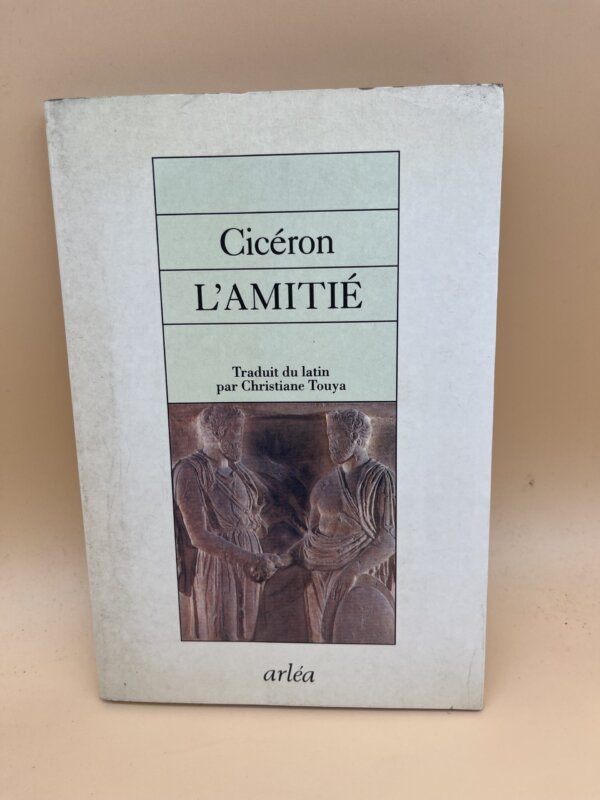 Cicéron
L'AMITIÉ
Traduit du latin
par Christiane Touya
arléa